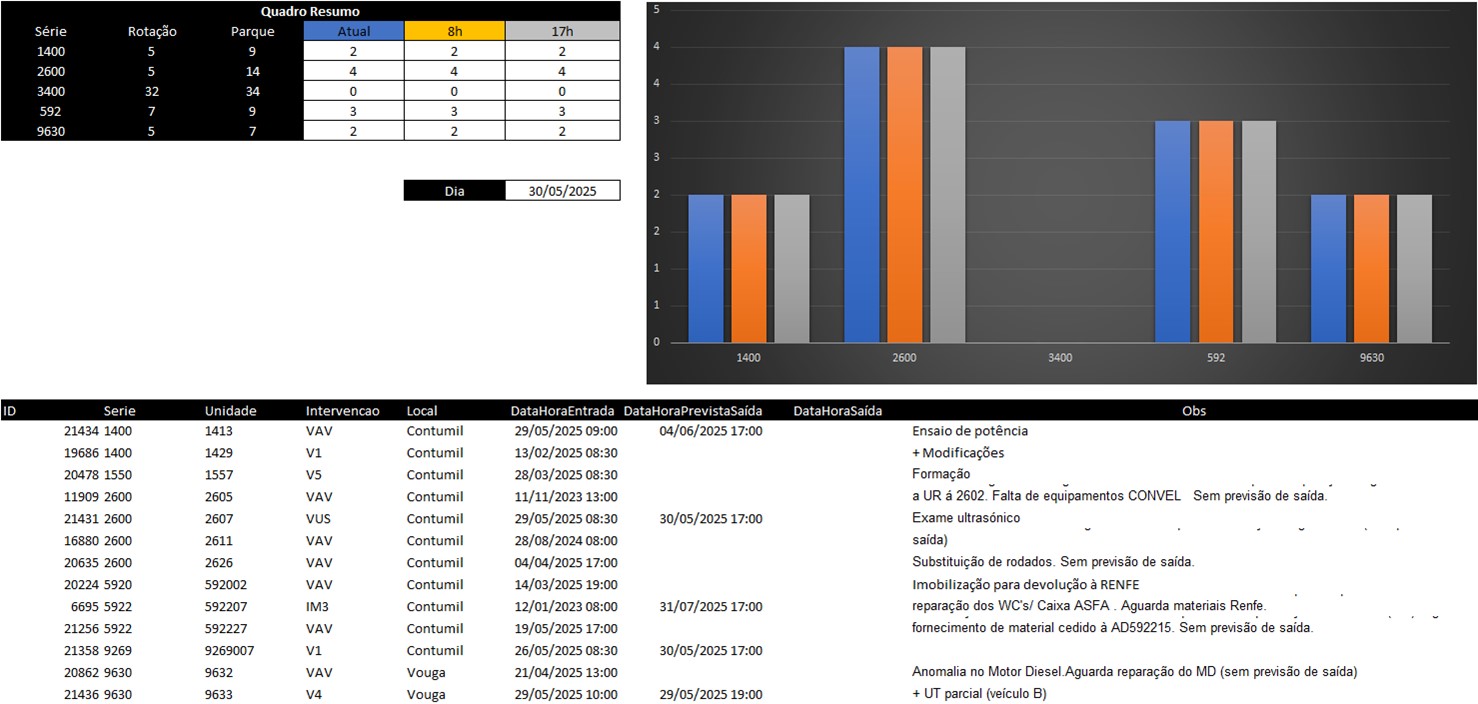 Quadro Resumo
Série Rotação Parque Atual 8h 17h
1400 5 9 2 2 2
2600 5 14 4 4 4
3400 32 34 0 0 0
592 7 9 3 3 3
9630 5 7 2 2 2
Dia 30/05/2025
5
4
4
3
3
2
2
1
1
0
1400 2600 3400 592 9630
ID Serie Unidade Intervencao Local DataHoraEntrada DataHoraPrevistaSaída DataHoraSaída Obs
21434 1400 1413 VAV Contumil 29/05/2025 09:00 04/06/2025 17:00 Ensaio de potência
19686 1400 1429 V1 Contumil 13/02/2025 08:30 + Modificações
20478 1550 1557 V5 Contumil 28/03/2025 08:30 Formação
11909 2600 2605 VAV Contumil 11/11/2023 13:00 a UR á 2602. Falta de equipamentos CONVEL Sem previsão de saída.
21431 2600 2607 VUS Contumil 29/05/2025 08:30 30/05/2025 17:00 Exame ultrasónico
16880 2600 2611 VAV Contumil 28/08/2024 08:00 saída)
20635 2600 2626 VAV Contumil 04/04/2025 17:00 Substituição de rodados. Sem previsão de saída.
20224 5920 592002 VAV Contumil 14/03/2025 19:00 Imobilização para devolução à RENFE
6695 5922 592207 IM3 Contumil 12/01/2023 08:00 31/07/2025 17:00 reparação dos WC's/ Caixa ASFA . Aguarda materiais Renfe.
21256 5922 592227 VAV Contumil 19/05/2025 17:00 fornecimento de material cedido à AD592215. Sem previsão de saída.
21358 9269 9269007 V1 Contumil 26/05/2025 08:30 30/05/2025 17:00
20862 9630 9632 VAV Vouga 21/04/2025 13:00 Anomalia no Motor Diesel.Aguarda reparação do MD (sem previsão de saída)
21436 9630 9633 V4 Vouga 29/05/2025 10:00 29/05/2025 19:00 + UT parcial (veículo B)